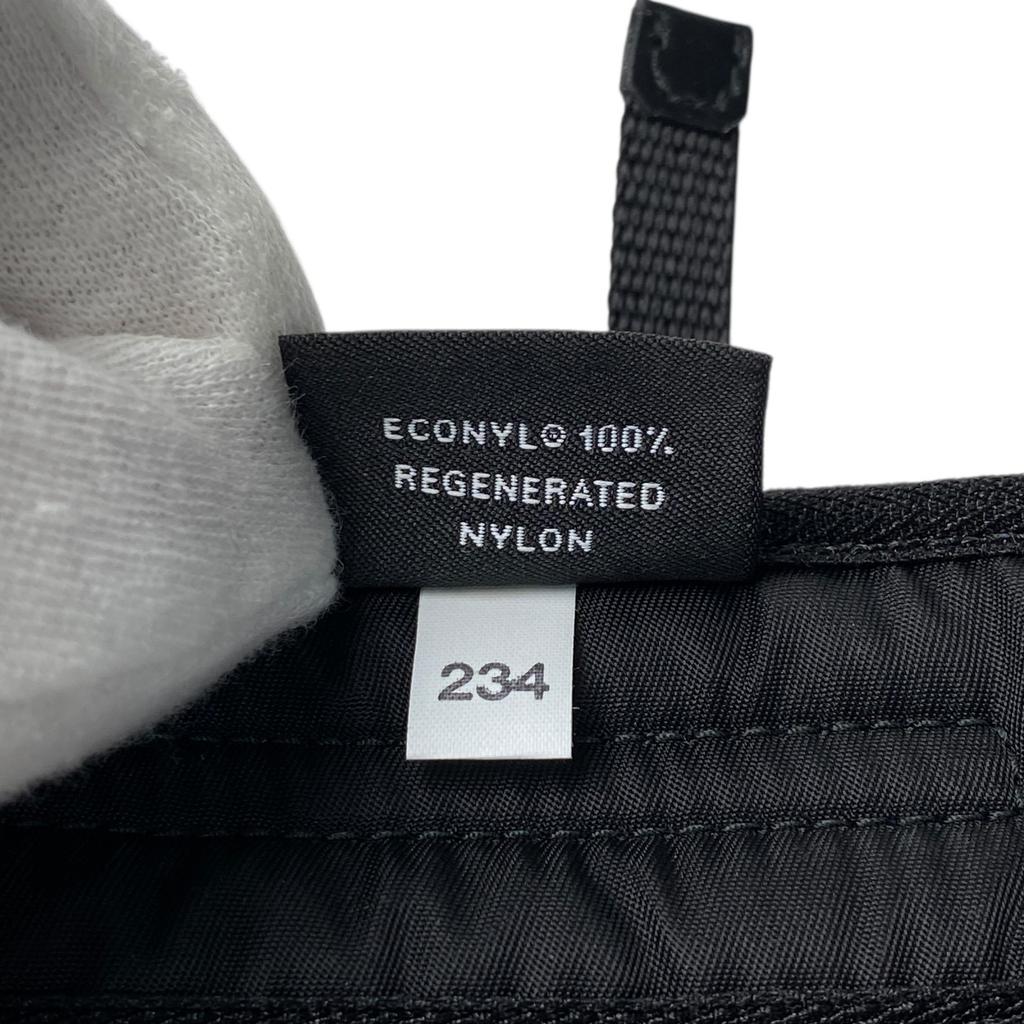 ECONYL® 100%
REGENERATED
NYLON
234